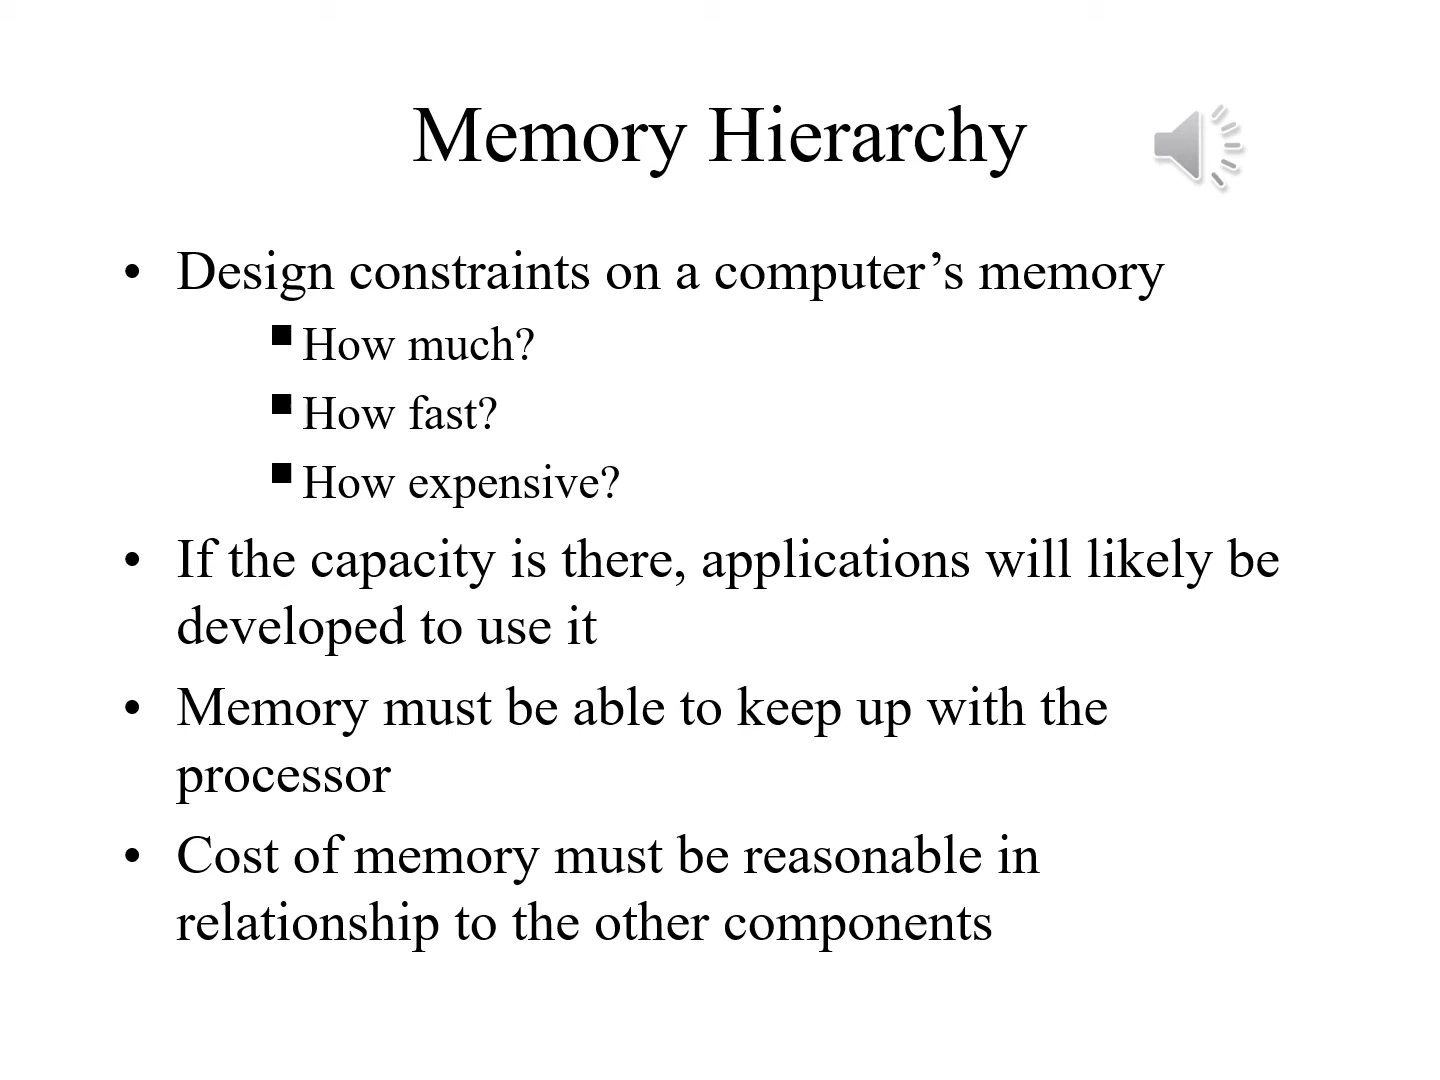 Memory Hierarchy
• Design constraints on a computer’s memory
▪ How much?
▪ How fast?
▪ How expensive?
• If the capacity is there, applications will likely be
developed to use it
• Memory must be able to keep up with the
processor
• Cost of memory must be reasonable in
relationship to the other components